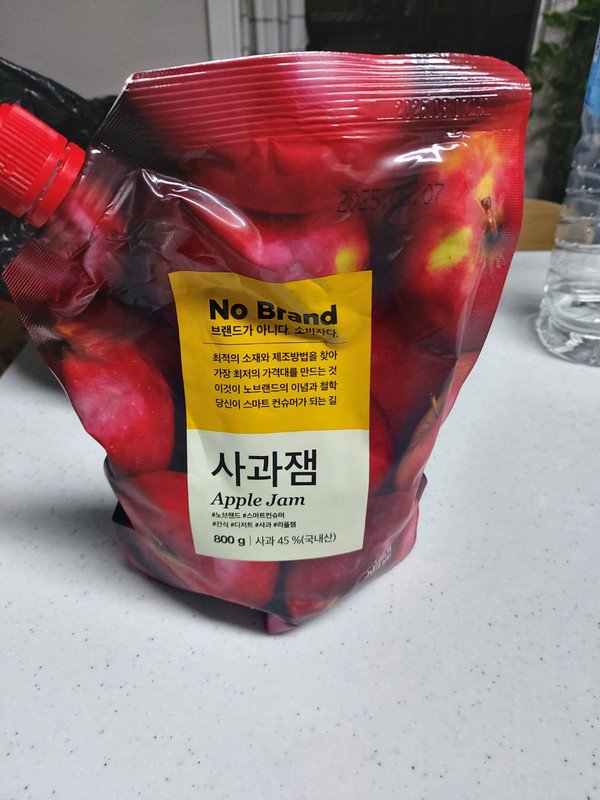 2025.08.07
No Brand
브랜드가 아니다. 소비자다.
최적의 소재와 제조방법을 찾아
가장 최저의 가격대를 만드는 것
이것이 노브랜드의 이념과 철학
당신이 스마트 컨슈머가 되는 길
사과잼
Apple Jam
#노브랜드 #스마트컨슈머
#간식 #디저트 #사과 #리플잼
800 g | 사과 45 %(국내산)